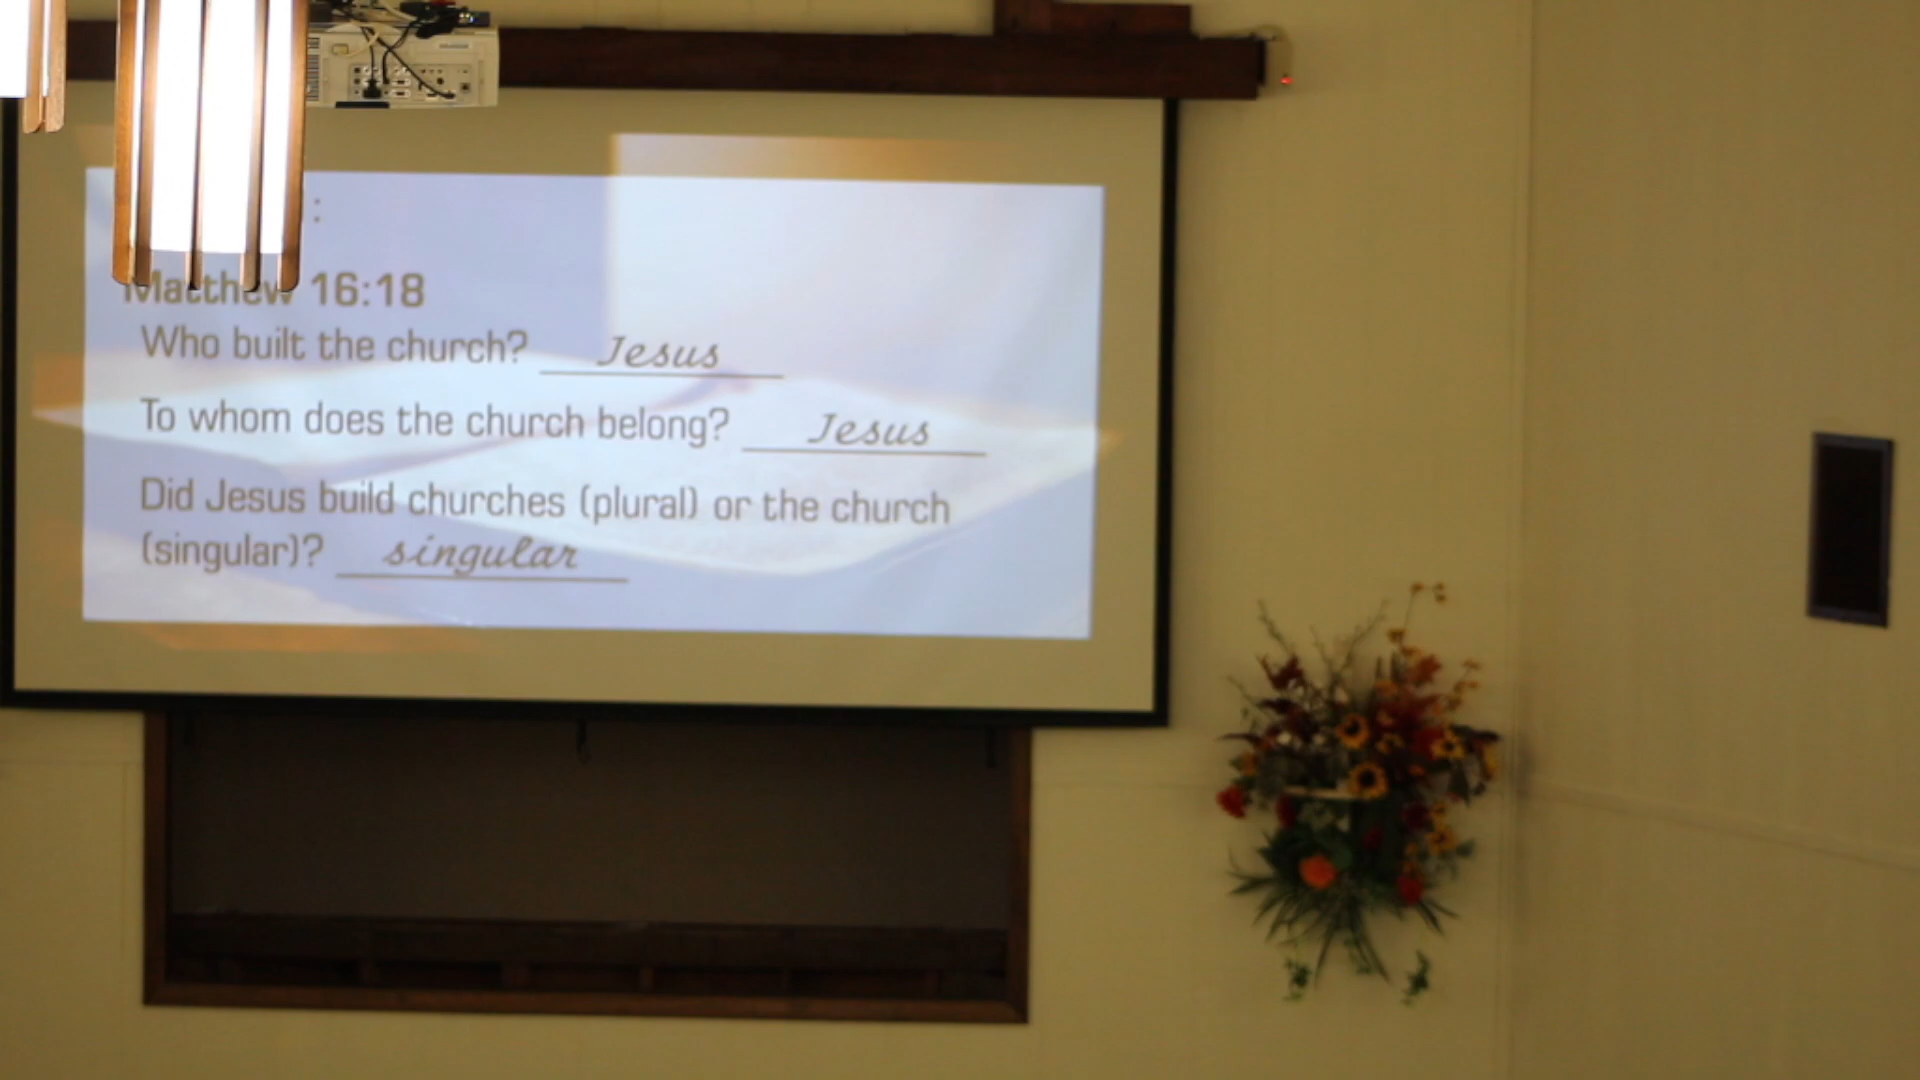 :
Matthew 16:18
Who built the church? Jesus
To whom does the church belong? Jesus
Did Jesus build churches (plural) or the church
(singular)? singular